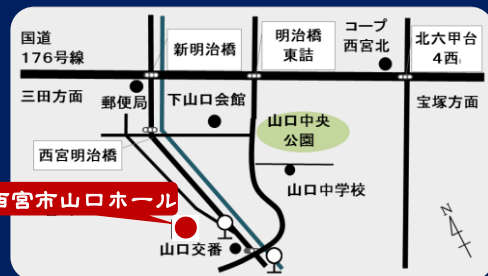 国道
176号線
新明治橋
明治橋
東詰
コープ
西宮北
北六甲台
4西
三田方面
郵便局
下山口会館
山口中央
公園
宝塚方面
西宮明治橋
山口中学校
西宮市山口ホール
山口交番
N